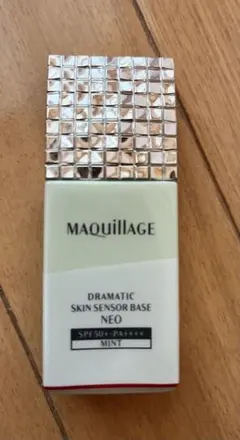 MAQuillAGE
DRAMATIC
SKIN SENSOR BASE
NEO
SPF50+・PA++++
MINT